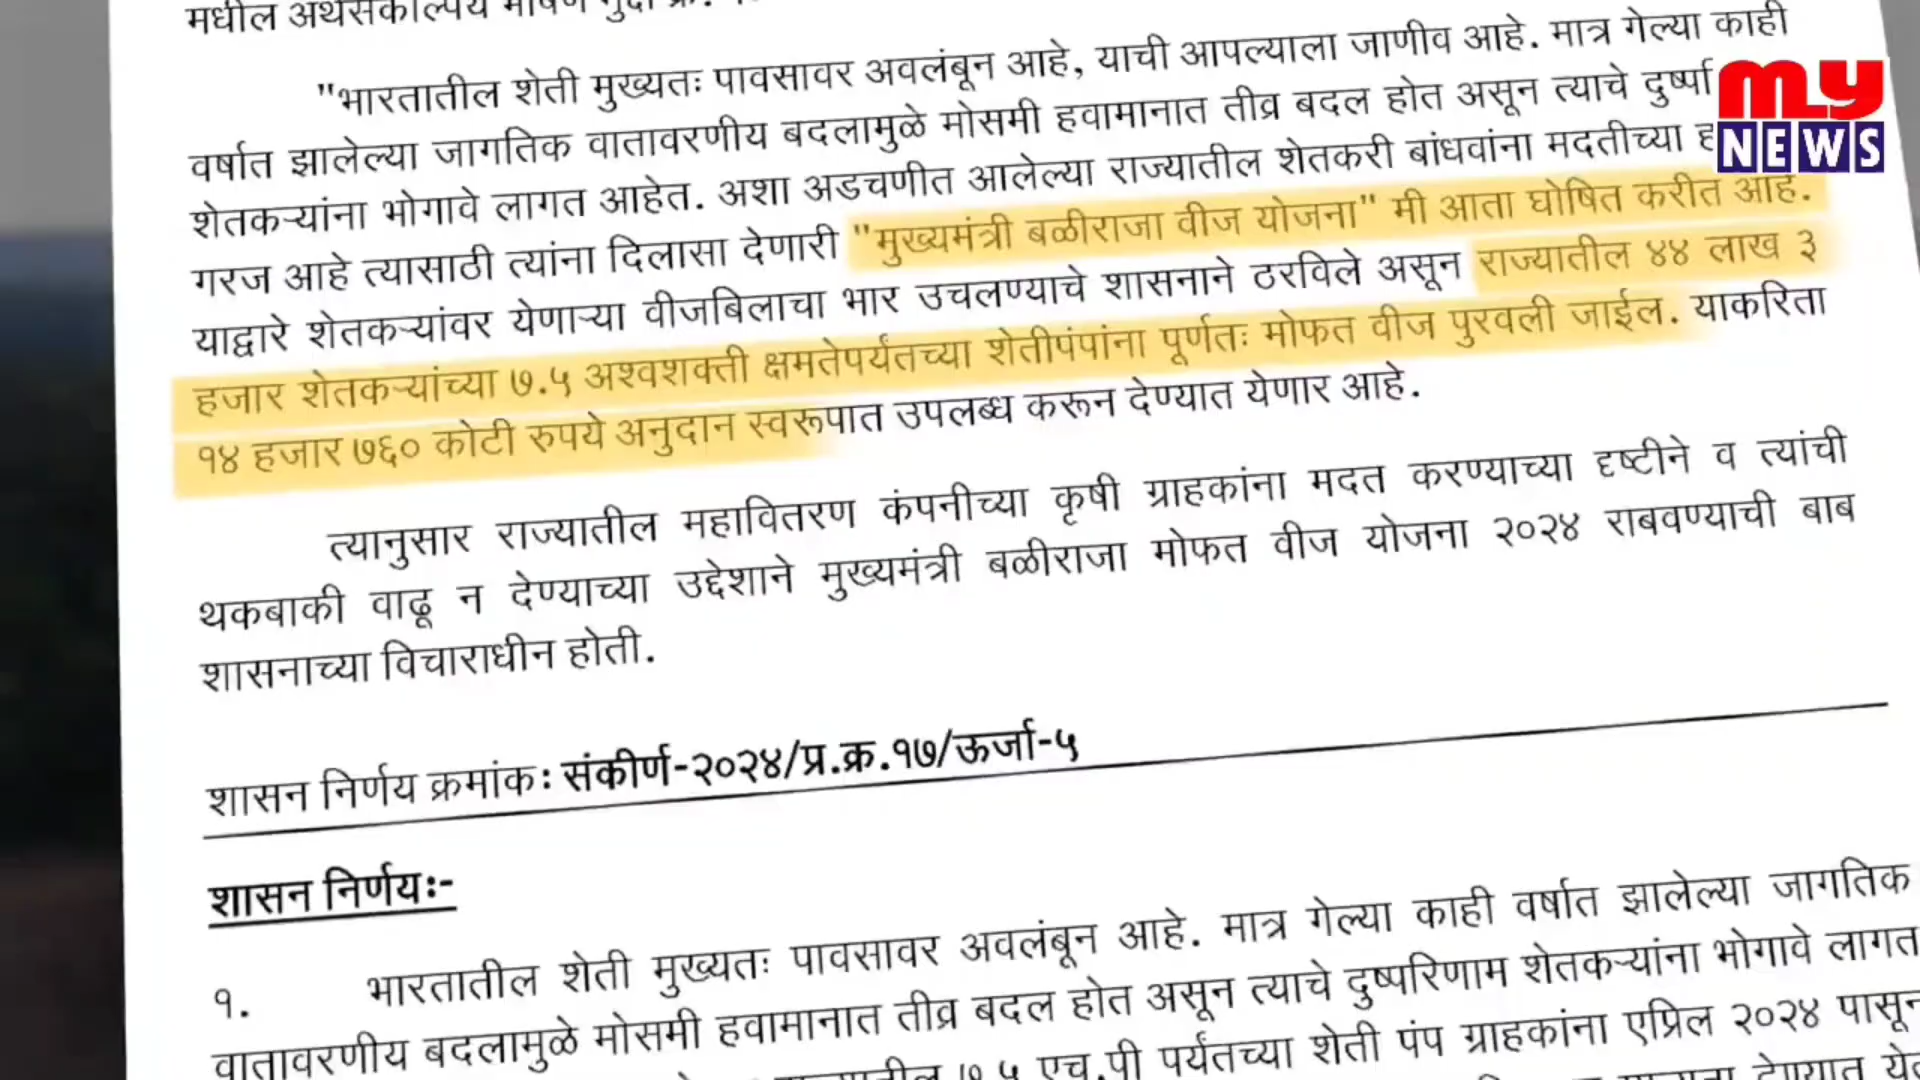 "भारतातील शेती मुख्यतः पावसावर अवलंबून आहे, याची आपल्याला जाणीव आहे. मात्र गेल्या काही
वर्षात झालेल्या जागतिक वातावरणीय बदलामुळे मोसमी हवामानात तीव्र बदल होत असून त्याचे
शेतकऱ्यांना भोगावे लागत आहेत. अशा अडचणीत आलेल्या राज्यातील शेतकरी बांधवांना मदतीच्या
गरज आहे त्यासाठी त्यांना दिलासा देणारी "मुख्यमंत्री बळीराजा वीज योजना" मी आता घोषित करीत आहे.
याद्वारे शेतकऱ्यांवर येणाऱ्या वीजबिलाचा भार उचलण्याचे शासनाने ठरविले असून राज्यातील ४४ लाख ३
हजार शेतकऱ्यांच्या ७.५ अश्वशक्ती क्षमतेपर्यंतच्या शेतीपंपांना पूर्णतः मोफत वीज पुरवली जाईल. याकरिता
१४ हजार ७६० कोटी रुपये अनुदान स्वरूपात उपलब्ध करून देण्यात येणार आहे.
त्यानुसार राज्यातील महावितरण कंपनीच्या कृषी ग्राहकांना मदत करण्याच्या दृष्टीने व त्यांची
थकबाकी वाढू न देण्याच्या उद्देशाने मुख्यमंत्री बळीराजा मोफत वीज योजना २०२४ राबवण्याची बाब
शासनाच्या विचाराधीन होती.
शासन निर्णय क्रमांक: संकीर्ण-२०२४/प्र.क्र.१७/ऊर्जा-५
शासन निर्णयः-
१. भारतातील शेती मुख्यतः पावसावर अवलंबून आहे. मात्र गेल्या काही वर्षात झालेल्या जागतिक
वातावरणीय बदलामुळे मोसमी हवामानात तीव्र बदल होत असून त्याचे दुष्परिणाम शेतकऱ्यांना भोगावे लागत
७.५ एच.पी पर्यंतच्या शेती पंप ग्राहकांना एप्रिल २०२४ पासून
my
NEWS